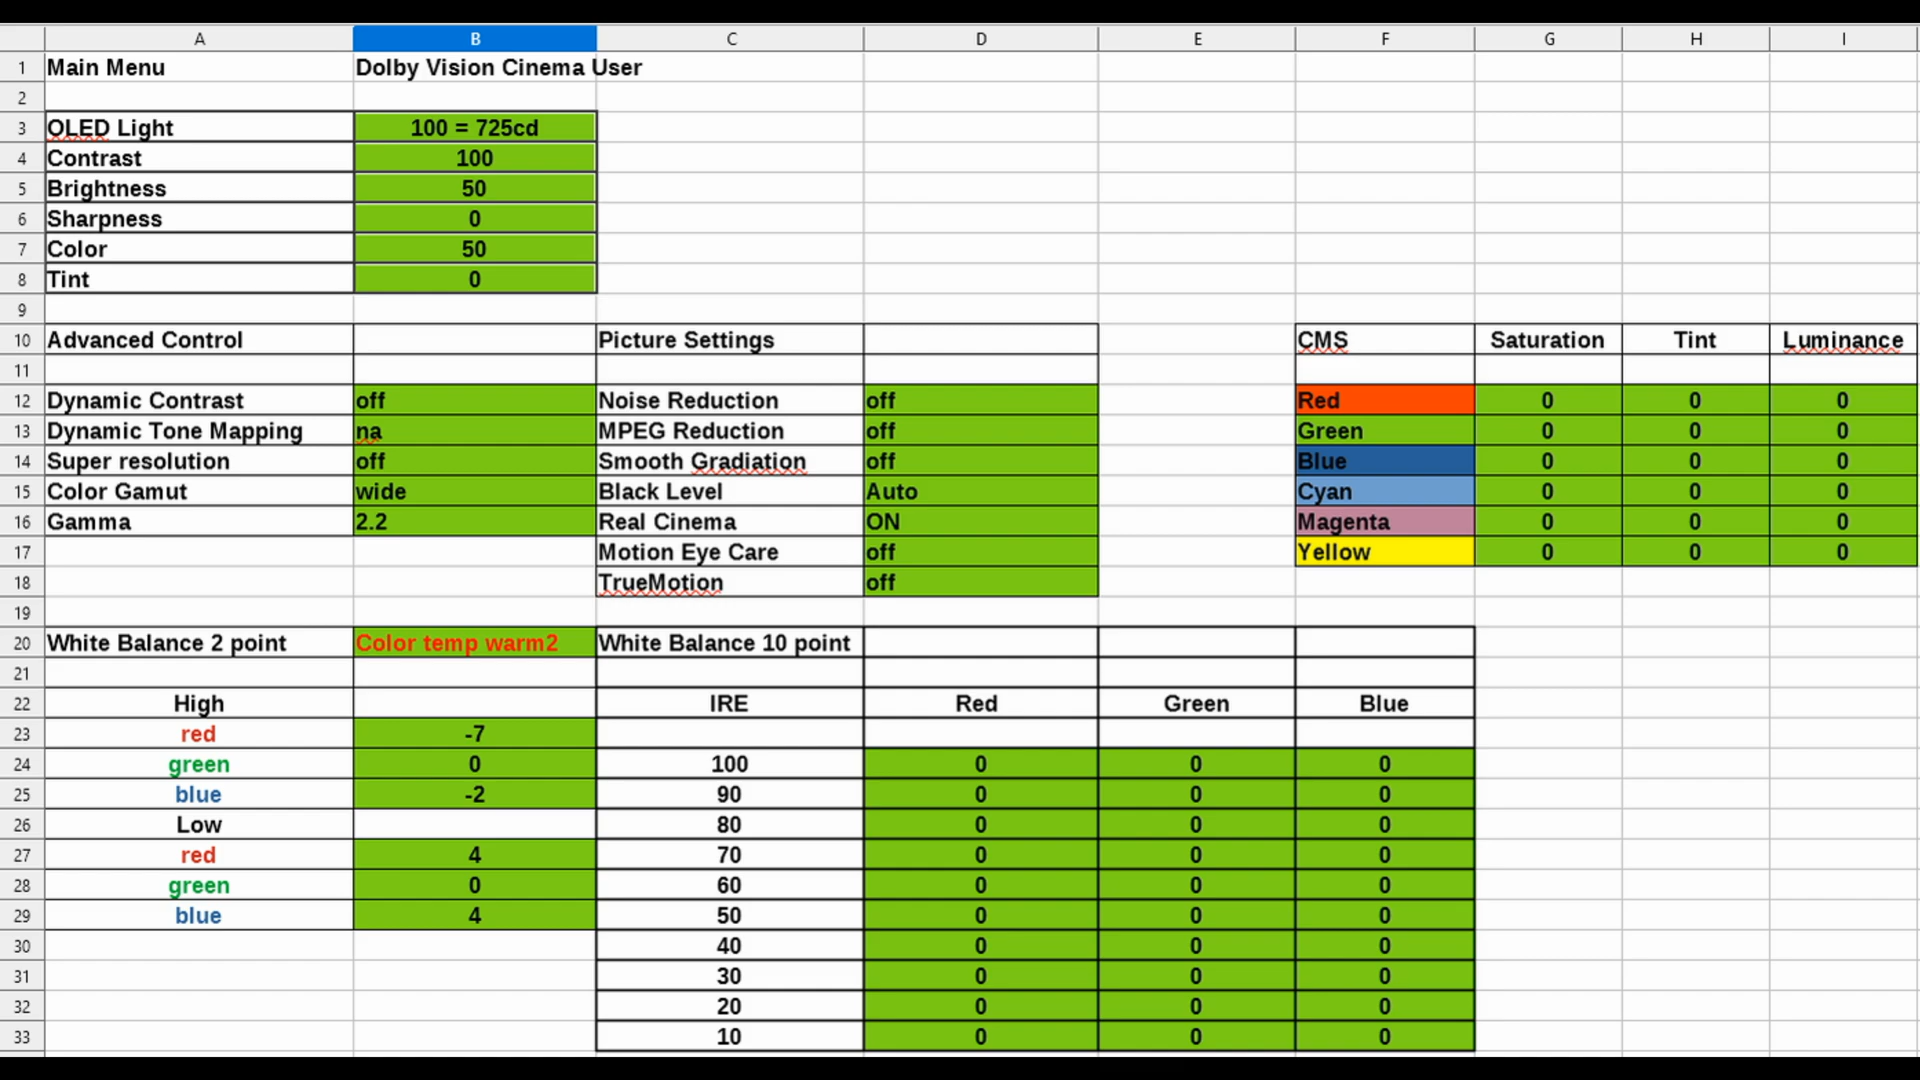 A B C D E F G H I
1 Main Menu Dolby Vision Cinema User
2
3 OLED Light 100 = 725cd
4 Contrast 100
5 Brightness 50
6 Sharpness 0
7 Color 50
8 Tint 0
9
10 Advanced Control Picture Settings CMS Saturation Tint Luminance
11
12 Dynamic Contrast off Noise Reduction off Red 0 0 0
13 Dynamic Tone Mapping na MPEG Reduction off Green 0 0 0
14 Super resolution off Smooth Gradiation off Blue 0 0 0
15 Color Gamut wide Black Level Auto Cyan 0 0 0
16 Gamma 2.2 Real Cinema ON Magenta 0 0 0
17 Motion Eye Care off Yellow 0 0 0
18 TrueMotion off
19
20 White Balance 2 point Color temp warm2 White Balance 10 point
21
22 High IRE Red Green Blue
23 red -7
24 green 0 100 0 0 0
25 blue -2 90 0 0 0
26 Low 80 0 0 0
27 red 4 70 0 0 0
28 green 0 60 0 0 0
29 blue 4 50 0 0 0
30 40 0 0 0
31 30 0 0 0
32 20 0 0 0
33 10 0 0 0